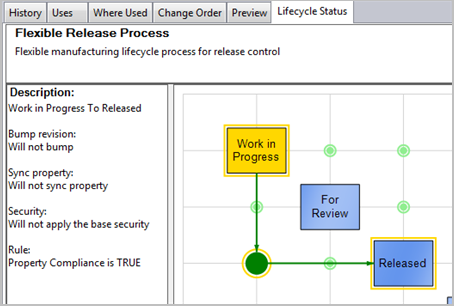 History Uses Where Used Change Order Preview Lifecycle Status
Flexible Release Process
Flexible manufacturing lifecycle process for release control
Description:
Work in Progress To Released
Bump revision:
Will not bump
Sync property:
Will not sync property
Security:
Will not apply the base security
Rule:
Property Compliance is TRUE
Work in
Progress
For
Review
Released